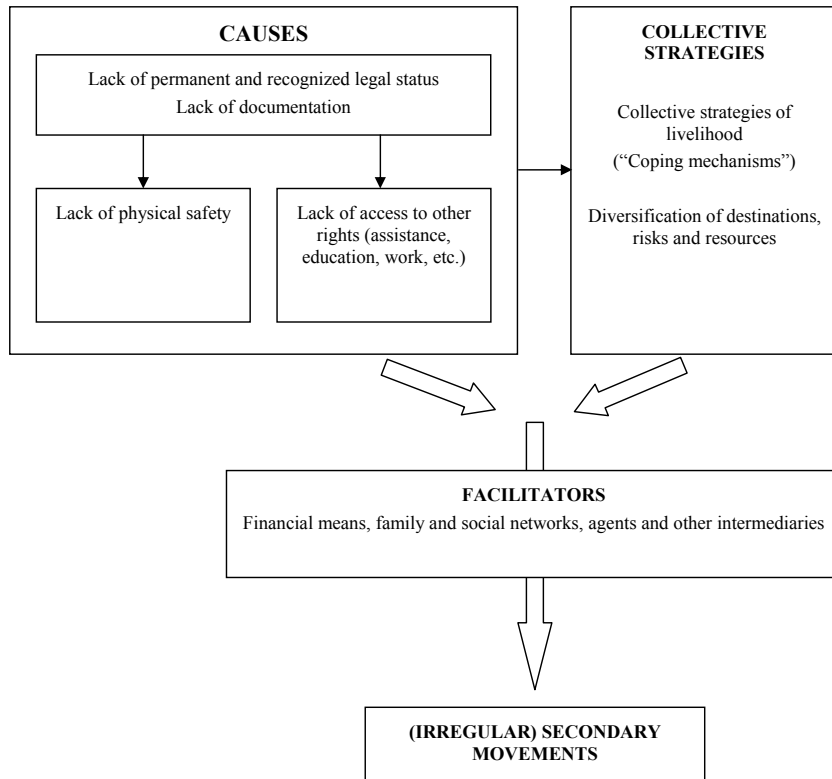 CAUSES
Lack of permanent and recognized legal status
Lack of documentation
Lack of physical safety
Lack of access to other
rights (assistance,
education, work, etc.)
COLLECTIVE
STRATEGIES
Collective strategies of
livelihood
(“Coping mechanisms”)
Diversification of destinations,
risks and resources
FACILITATORS
Financial means, family and social networks, agents and other intermediaries
(IRREGULAR) SECONDARY
MOVEMENTS